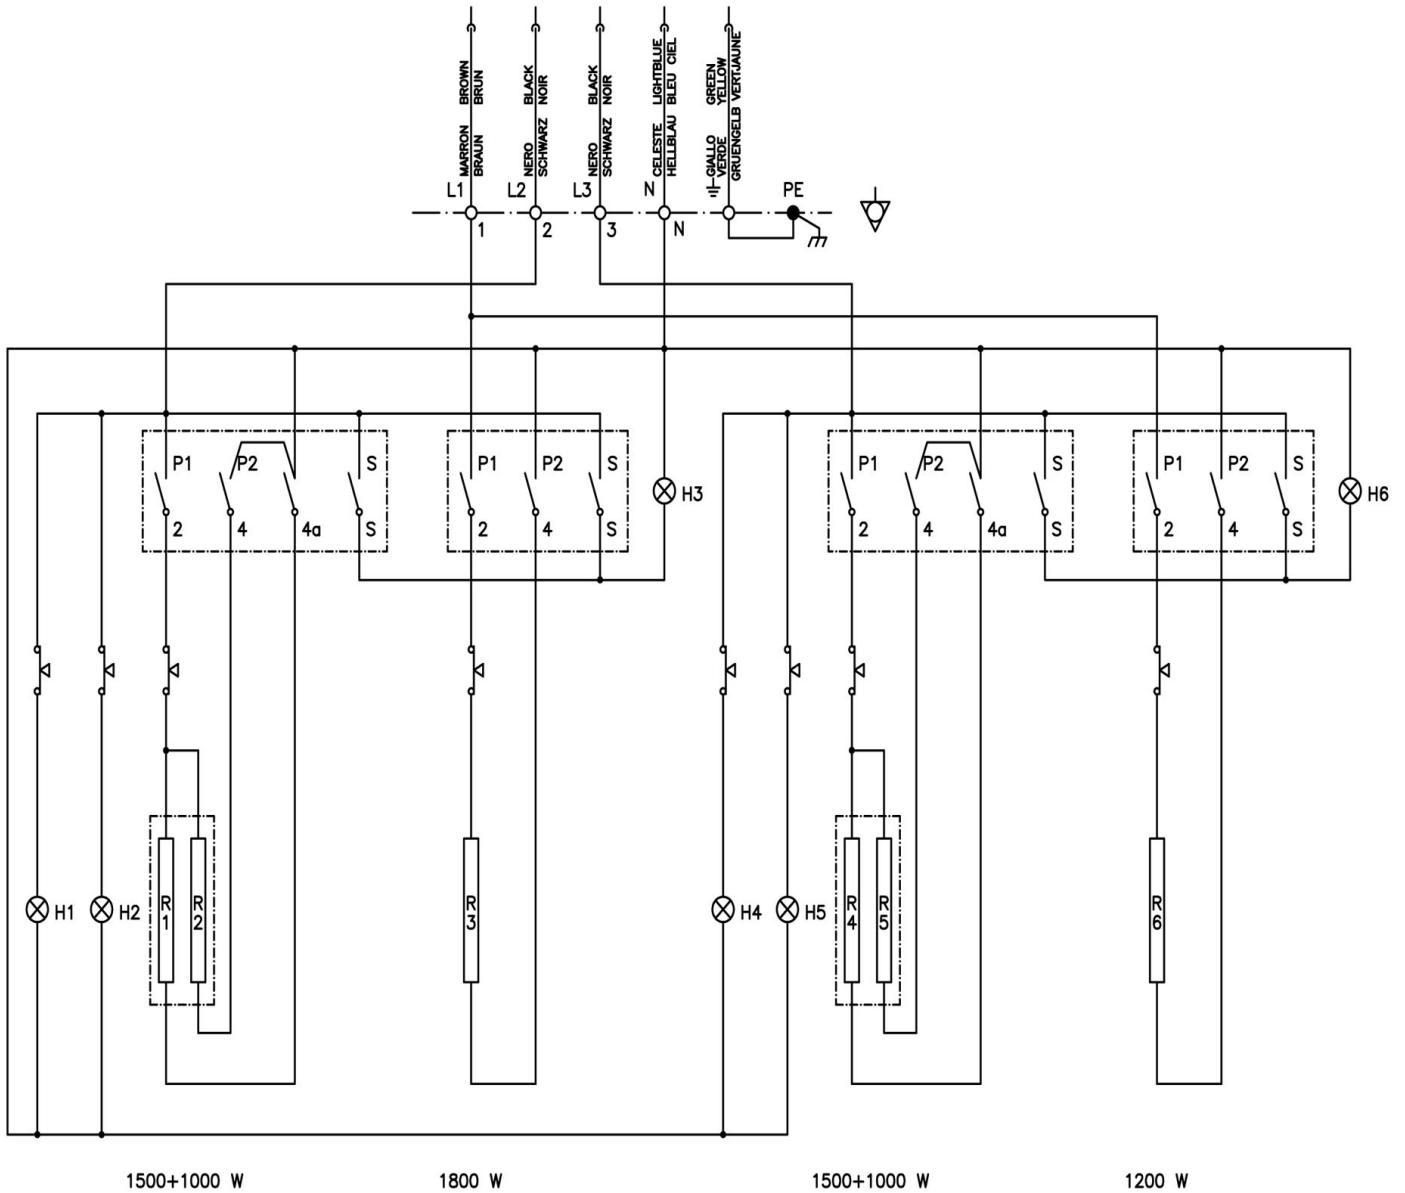 MARRON BROWN
BRAUN BRUN
NERO BLACK
SCHWARZ NOIR
NERO BLACK
SCHWARZ NOIR
CELESTE LIGHTBLUE
HELLBLAU BLEU CIEL
GIALLO GREEN
VERDE YELLOW
GRUENGELB VERTJAUNE
L1 L2 L3 N PE
1 2 3 N
P1 P2 S P1 P2 S P1 P2 S P1 P2 S
H3 H6
2 4 4a S 2 4 S 2 4 4a S 2 4 S
H1 H2 R1 R2 R3 H4 H5 R4 R5 R6
1500+1000 W 1800 W 1500+1000 W 1200 W